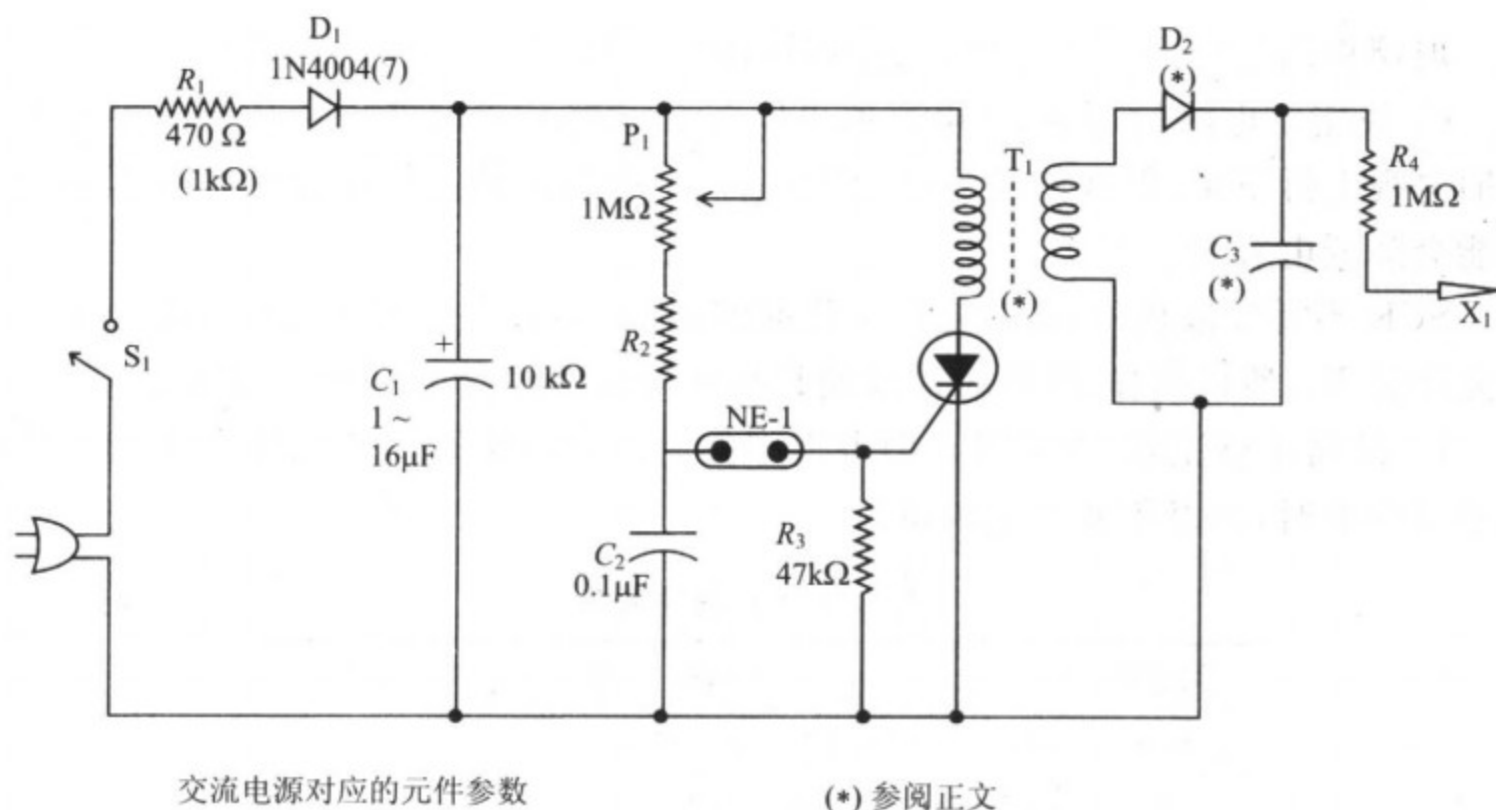 D₁
1N4004(7)
R₁
470 Ω
(1kΩ)
S₁
+
C₁
1 ~
16μF
10 kΩ
P₁
1MΩ
R₂
NE-1
C₂
0.1μF
R₃
47kΩ
T₁
(*)
D₂
(*)
C₃
(*)
R₄
1MΩ
X₁
交流电源对应的元件参数
(*) 参阅正文